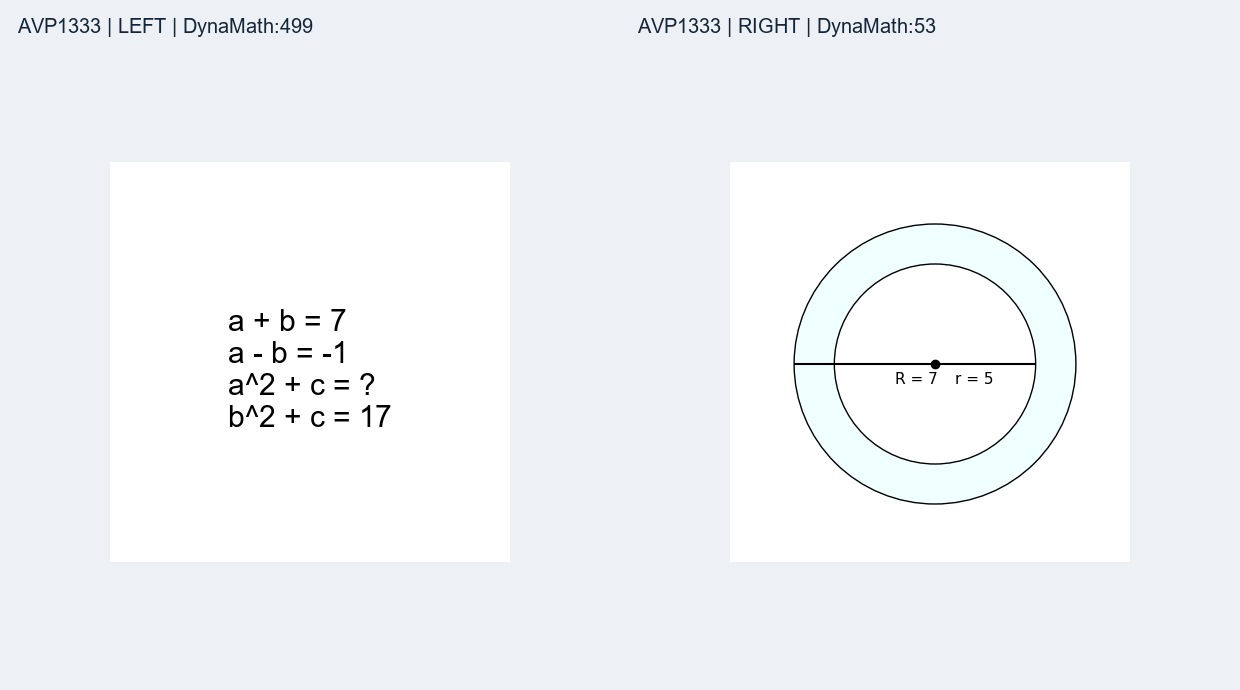 AVP1333 | LEFT | DynaMath:499
AVP1333 | RIGHT | DynaMath:53
a + b = 7
a - b = -1
a^2 + c = ?
b^2 + c = 17
R = 7 r = 5